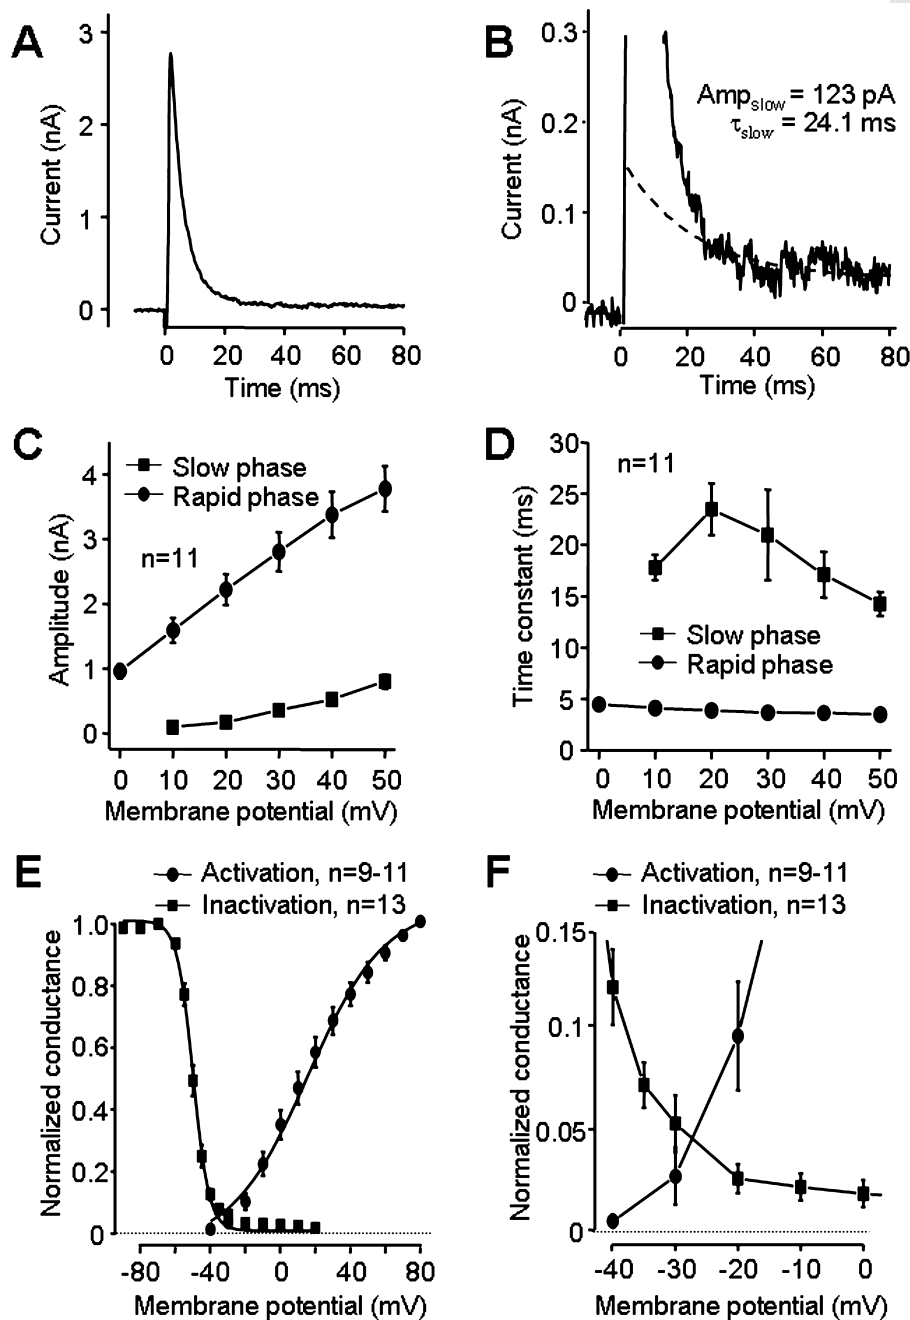 A
3
2
1
0
Current (nA)
0 20 40 60 80
Time (ms)
B
0.3
0.2
0.1
0
Current (nA)
Ampslow = 123 pA
τslow = 24.1 ms
0 20 40 60 80
Time (ms)
C
4
3
2
1
0
Amplitude (nA)
Slow phase
Rapid phase
n=11
0 10 20 30 40 50
Membrane potential (mV)
D
30
25
20
15
10
5
0
Time constant (ms)
n=11
Slow phase
Rapid phase
0 10 20 30 40 50
Membrane potential (mV)
E
Activation, n=9-11
Inactivation, n=13
1.0
0.8
0.6
0.4
0.2
0
Normalized conductance
-80 -40 0 40 80
Membrane potential (mV)
F
Activation, n=9-11
Inactivation, n=13
0.15
0.1
0.05
0
Normalized conductance
-40 -30 -20 -10 0
Membrane potential (mV)